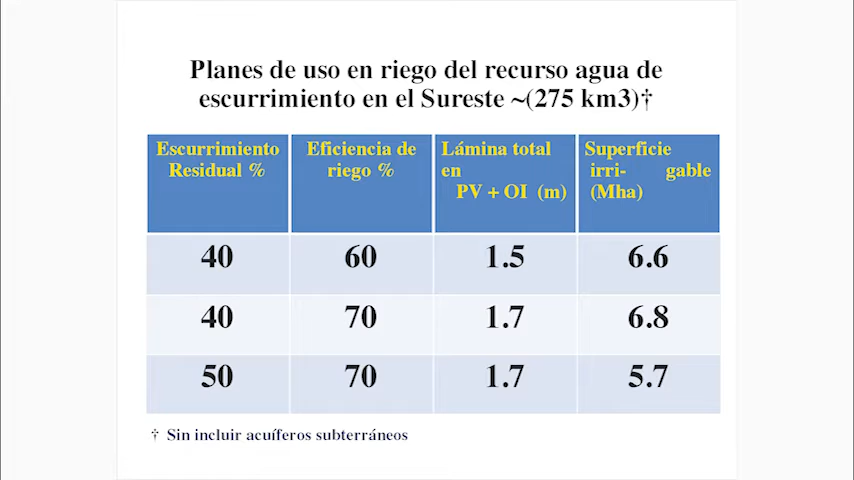 Planes de uso en riego del recurso agua de
escurrimiento en el Sureste ~(275 km3)†
Escurrimiento
Residual %
Eficiencia de
riego %
Lámina total
en
PV + OI (m)
Superficie
irri- gable
(Mha)
40 60 1.5 6.6
40 70 1.7 6.8
50 70 1.7 5.7
† Sin incluir acuíferos subterráneos